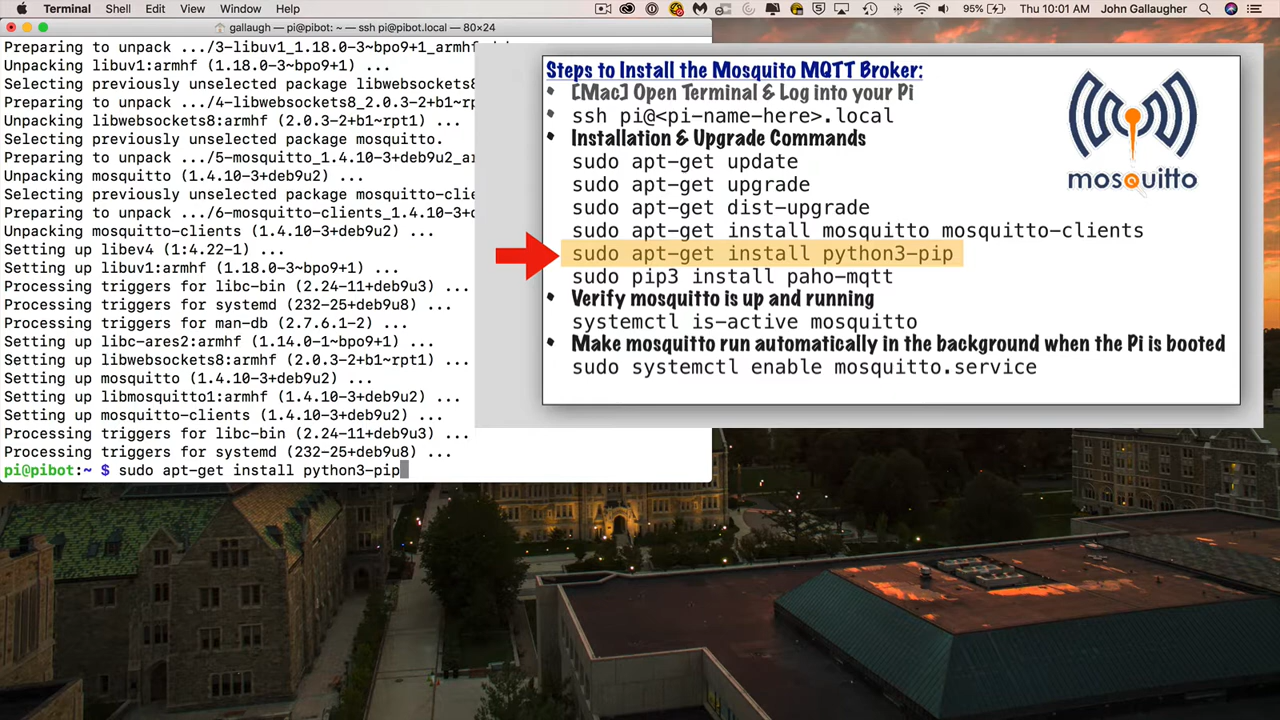 Terminal Shell Edit View Window Help
95% Thu 10:01 AM John Gallaugher
gallaugh — pi@pibot: ~ — ssh pi@pibot.local — 80×24
Preparing to unpack .../3-libuv1_1.18.0-3~bpo9+1_armhf
Unpacking libuv1:armhf (1.18.0-3~bpo9+1) ...
Selecting previously unselected package libwebsockets8
Preparing to unpack .../4-libwebsockets8_2.0.3-2+b1~rp
Unpacking libwebsockets8:armhf (2.0.3-2+b1~rpt1) ...
Selecting previously unselected package mosquitto.
Preparing to unpack .../5-mosquitto_1.4.10-3+deb9u2_a
Unpacking mosquitto (1.4.10-3+deb9u2) ...
Selecting previously unselected package mosquitto-clie
Preparing to unpack .../6-mosquitto-clients_1.4.10-3+d
Unpacking mosquitto-clients (1.4.10-3+deb9u2) ...
Setting up libev4 (1:4.22-1) ...
Setting up libuv1:armhf (1.18.0-3~bpo9+1) ...
Processing triggers for libc-bin (2.24-11+deb9u3) ...
Processing triggers for systemd (232-25+deb9u8) ...
Processing triggers for man-db (2.7.6.1-2) ...
Setting up libc-ares2:armhf (1.14.0-1~bpo9+1) ...
Setting up libwebsockets8:armhf (2.0.3-2+b1~rpt1) ...
Setting up mosquitto (1.4.10-3+deb9u2) ...
Setting up libmosquitto1:armhf (1.4.10-3+deb9u2) ...
Setting up mosquitto-clients (1.4.10-3+deb9u2) ...
Processing triggers for libc-bin (2.24-11+deb9u3) ...
Processing triggers for systemd (232-25+deb9u8) ...
pi@pibot:~ $ sudo apt-get install python3-pip
Steps to Install the Mosquito MQTT Broker:
• [Mac] Open Terminal & Log into your Pi
• ssh pi@<pi-name-here>.local
• Installation & Upgrade Commands
sudo apt-get update
sudo apt-get upgrade
sudo apt-get dist-upgrade
sudo apt-get install mosquitto mosquitto-clients
sudo apt-get install python3-pip
sudo pip3 install paho-mqtt
• Verify mosquitto is up and running
systemctl is-active mosquitto
• Make mosquitto run automatically in the background when the Pi is booted
sudo systemctl enable mosquitto.service
mosquitto